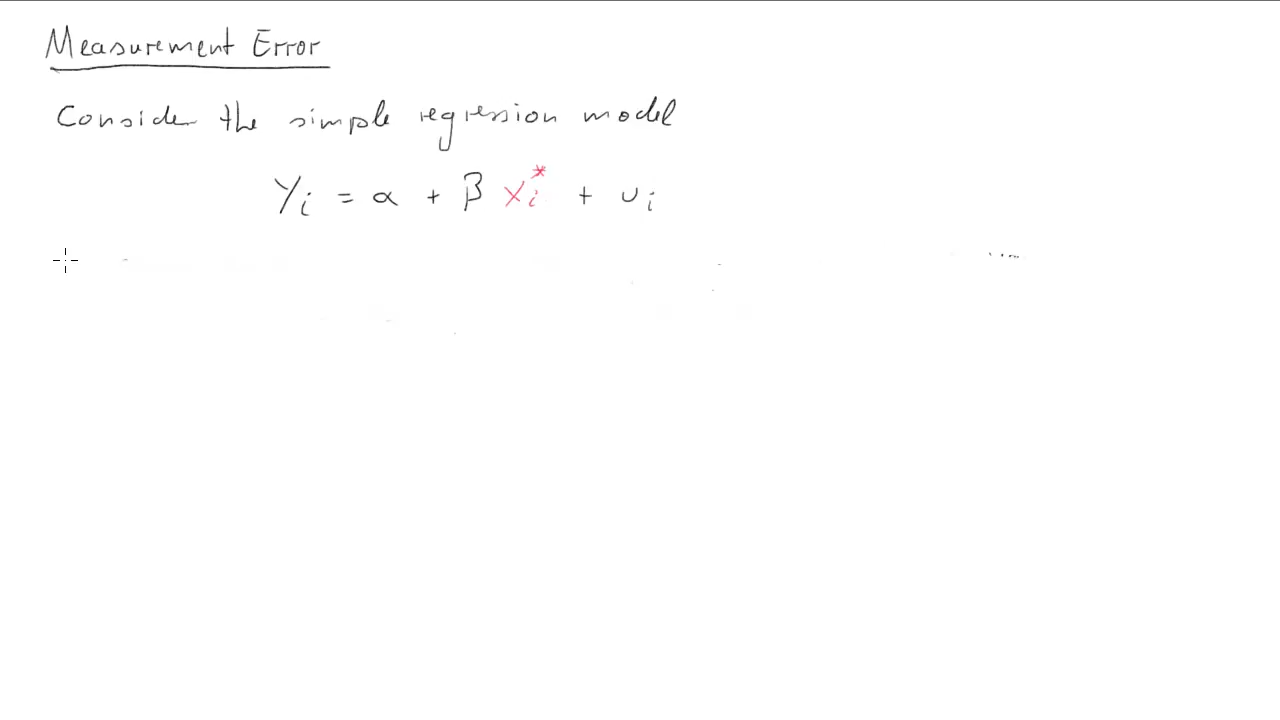 Measurement Error
Consider the simple regression model
Yi = α + β Xi* + ui